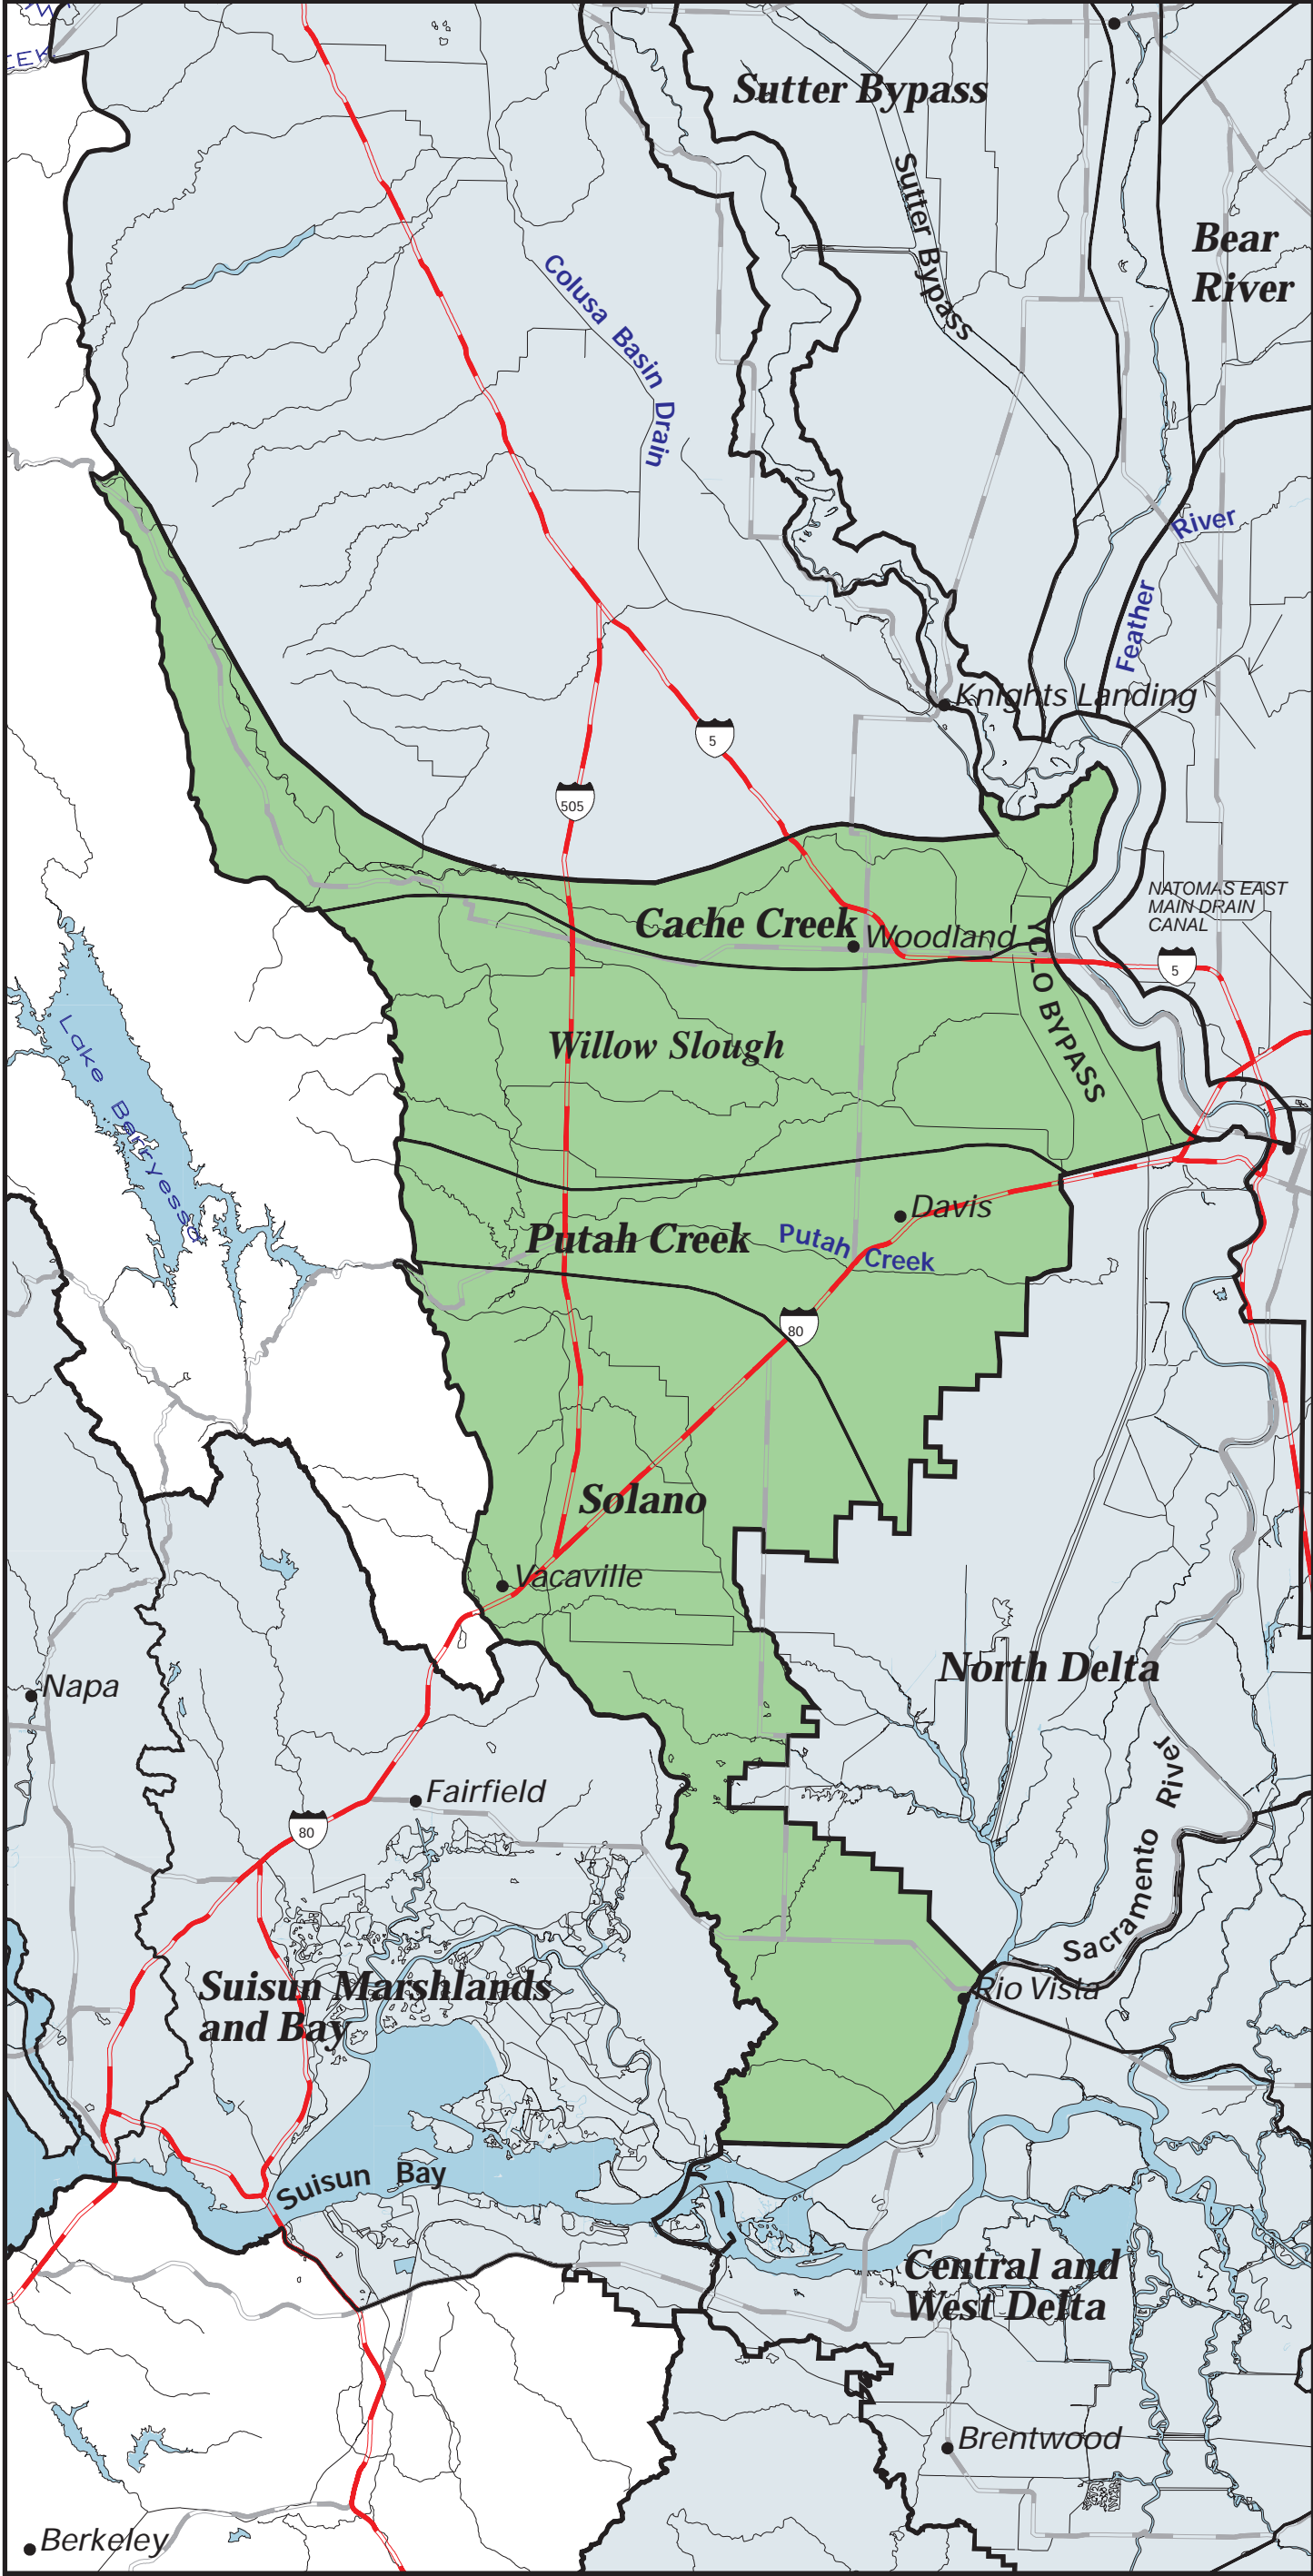 EEK
Sutter Bypass
Sutter Bypass
Bear
River
Colusa Basin Drain
River
Feather
Knights Landing
5
505
NATOMAS EAST
MAIN DRAIN
CANAL
Cache Creek
Woodland
5
YOLO BYPASS
Lake Berryessa
Willow Slough
Davis
Putah Creek
Putah Creek
80
Solano
Vacaville
North Delta
Napa
Sacramento River
Fairfield
80
Suisun Marshlands
and Bay
Rio Vista
Suisun Bay
Central and
West Delta
Brentwood
Berkeley